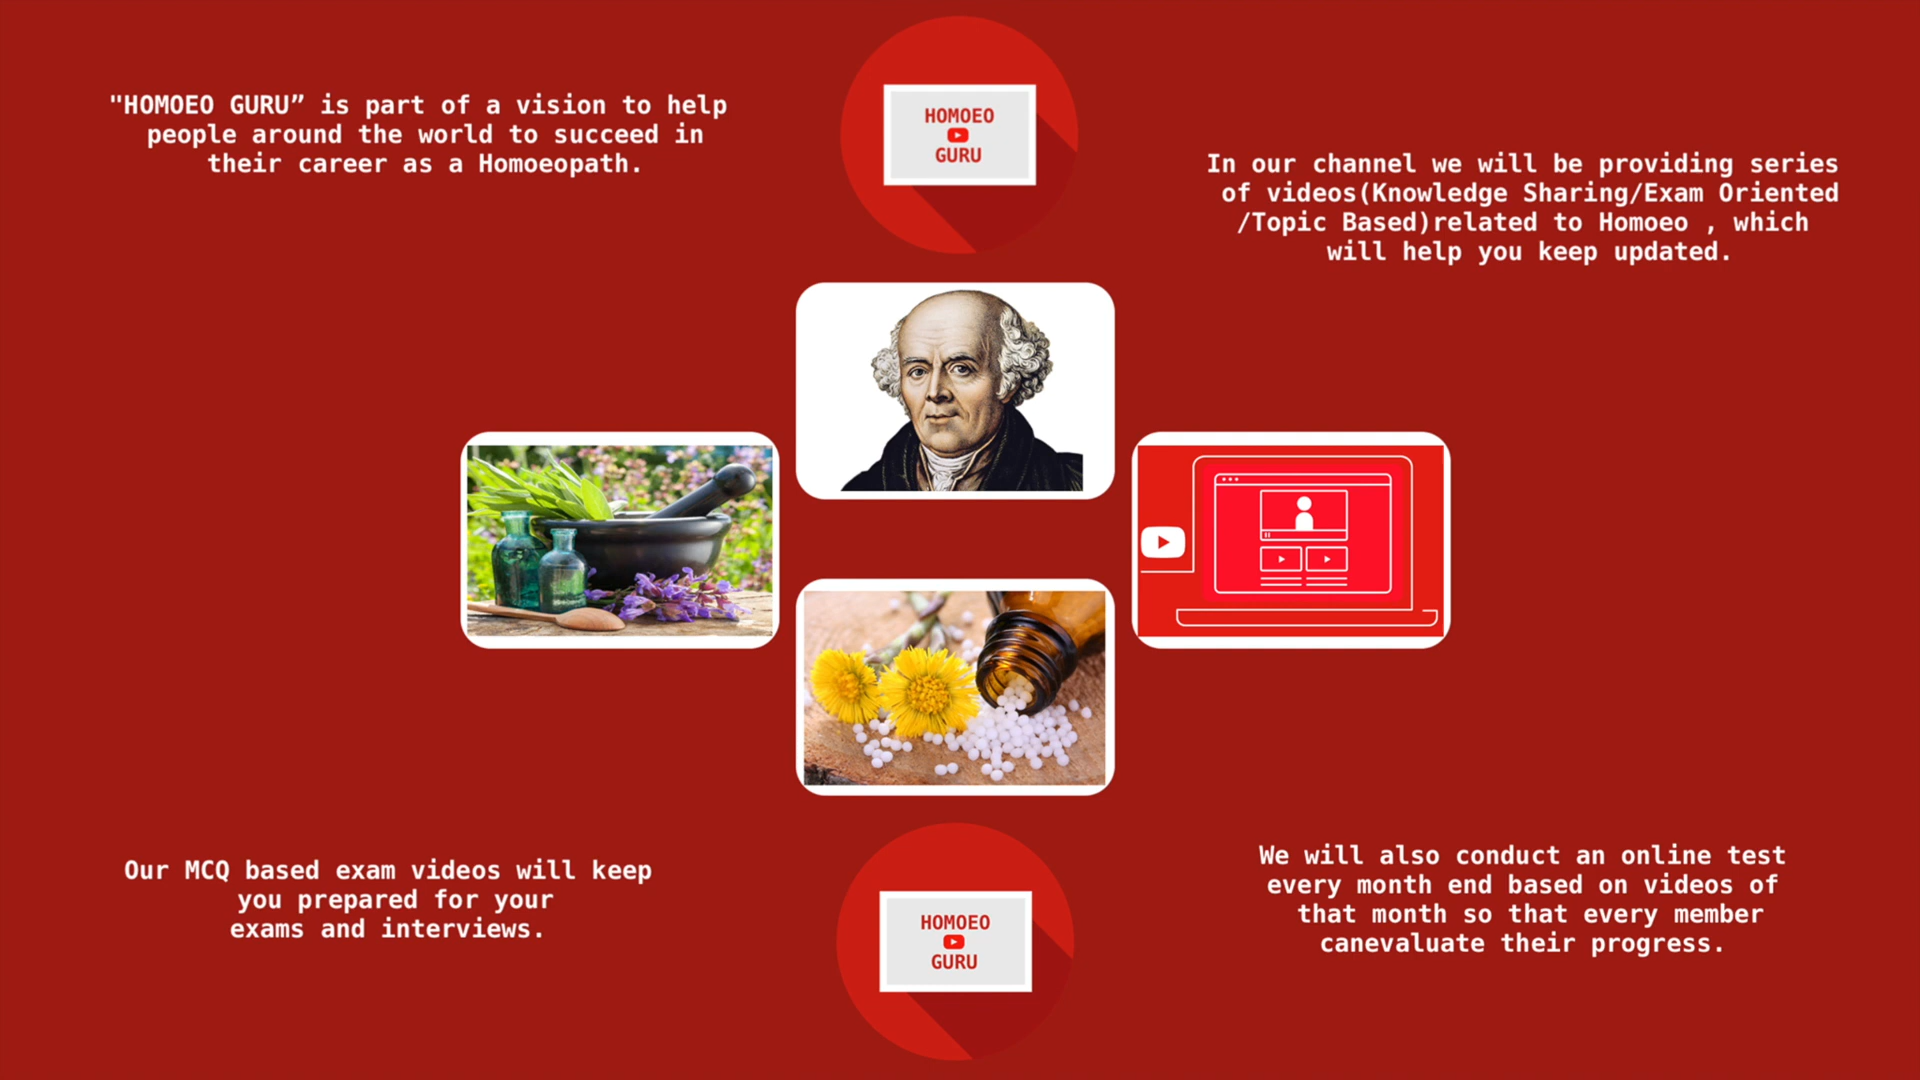 "HOMOEO GURU” is part of a vision to help
people around the world to succeed in
their career as a Homoeopath.
HOMOEO
GURU
In our channel we will be providing series
of videos(Knowledge Sharing/Exam Oriented
/Topic Based)related to Homoeo , which
will help you keep updated.
Our MCQ based exam videos will keep
you prepared for your
exams and interviews.
HOMOEO
GURU
We will also conduct an online test
every month end based on videos of
that month so that every member
canevaluate their progress.